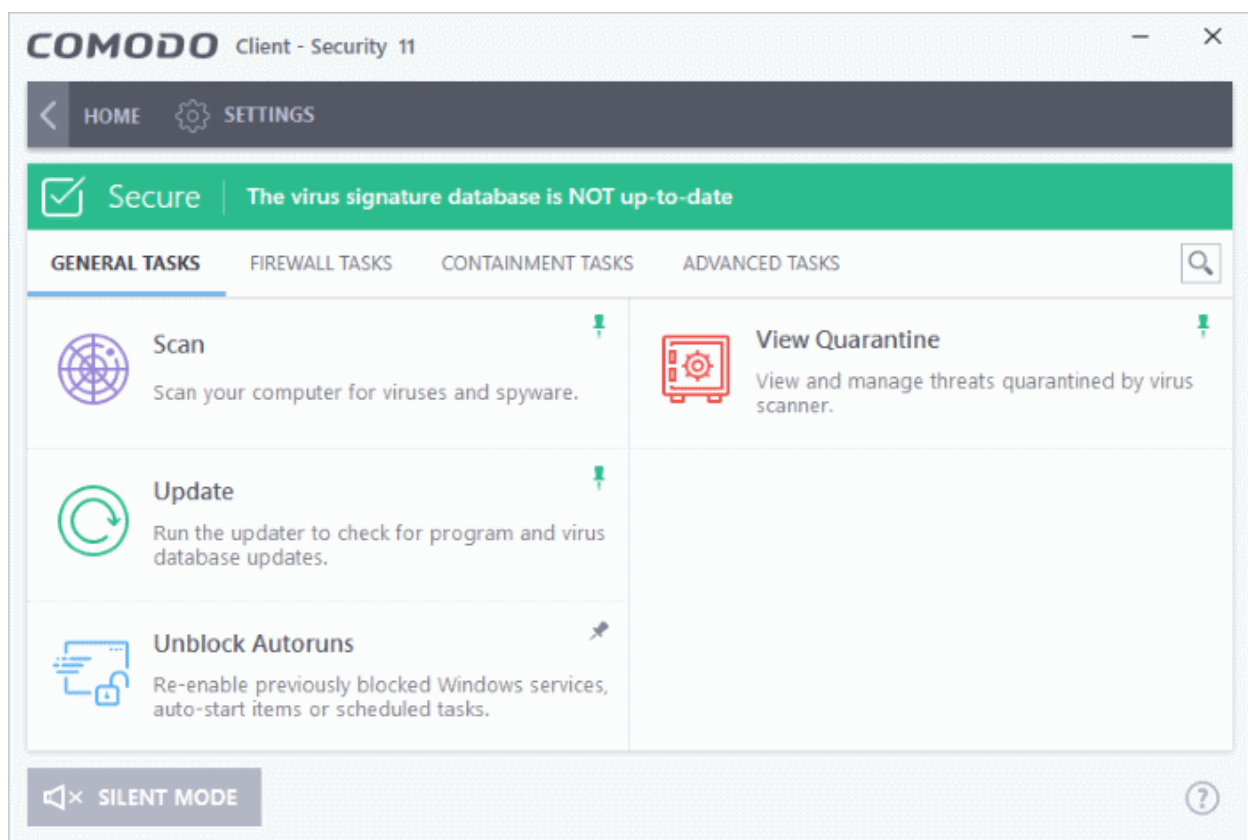 COMODO Client - Security 11
HOME SETTINGS
Secure The virus signature database is NOT up-to-date
GENERAL TASKS FIREWALL TASKS CONTAINMENT TASKS ADVANCED TASKS
Scan
Scan your computer for viruses and spyware.
View Quarantine
View and manage threats quarantined by virus
scanner.
Update
Run the updater to check for program and virus
database updates.
Unblock Autoruns
Re-enable previously blocked Windows services,
auto-start items or scheduled tasks.
SILENT MODE
?